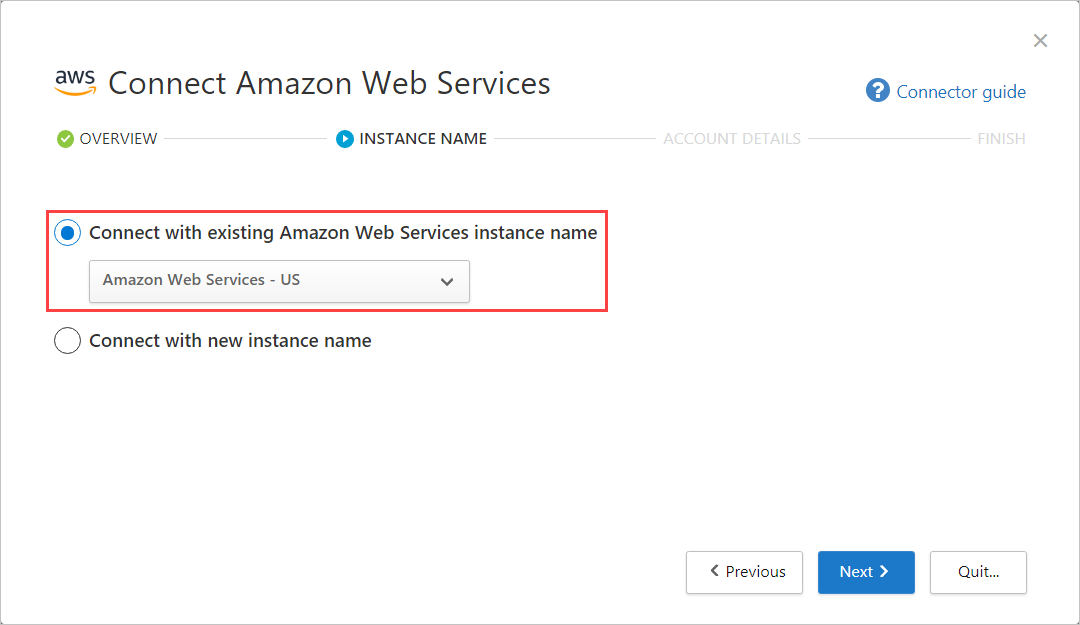 aws Connect Amazon Web Services
Connector guide
OVERVIEW INSTANCE NAME ACCOUNT DETAILS FINISH
Connect with existing Amazon Web Services instance name
Amazon Web Services - US
Connect with new instance name
Previous Next Quit...